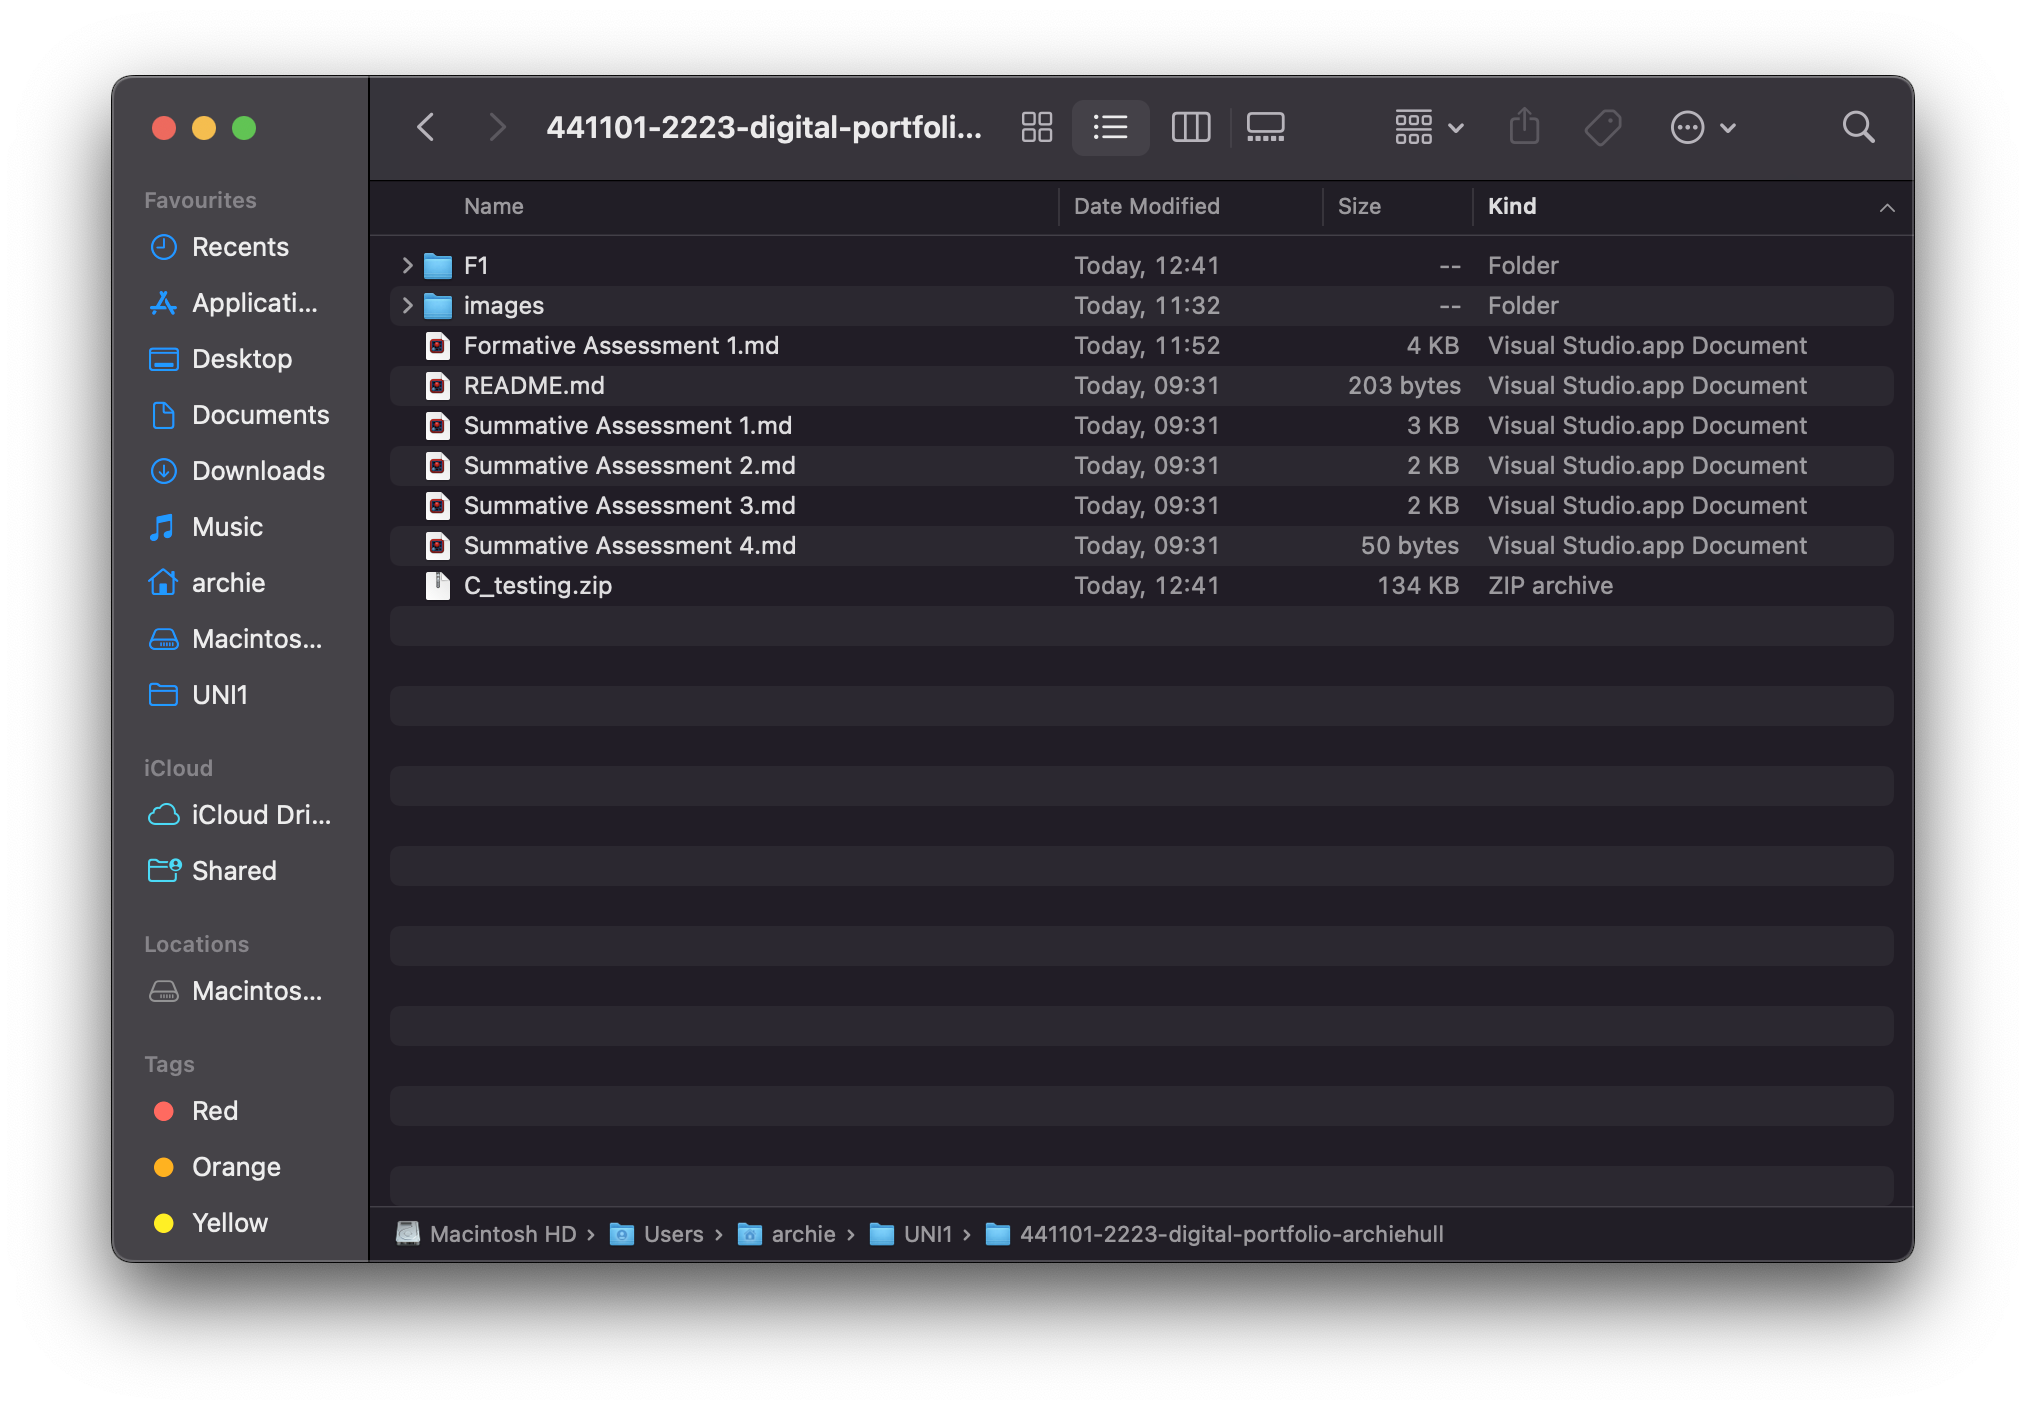 441101-2223-digital-portfoli...
Favourites
Recents
Applicati...
Desktop
Documents
Downloads
Music
archie
Macintos...
UNI1
iCloud
iCloud Dri...
Shared
Locations
Macintos...
Tags
Red
Orange
Yellow
Name Date Modified Size Kind
F1 Today, 12:41 -- Folder
images Today, 11:32 -- Folder
Formative Assessment 1.md Today, 11:52 4 KB Visual Studio.app Document
README.md Today, 09:31 203 bytes Visual Studio.app Document
Summative Assessment 1.md Today, 09:31 3 KB Visual Studio.app Document
Summative Assessment 2.md Today, 09:31 2 KB Visual Studio.app Document
Summative Assessment 3.md Today, 09:31 2 KB Visual Studio.app Document
Summative Assessment 4.md Today, 09:31 50 bytes Visual Studio.app Document
C_testing.zip Today, 12:41 134 KB ZIP archive
Macintosh HD › Users › archie › UNI1 › 441101-2223-digital-portfolio-archiehull